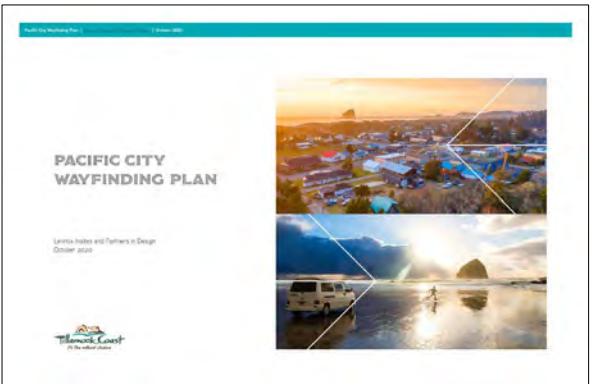 Pacific City Wayfinding Plan | | October 2020
PACIFIC CITY
WAYFINDING PLAN
Lennox Insites and Partners in Design
October 2020
Tillamook Coast